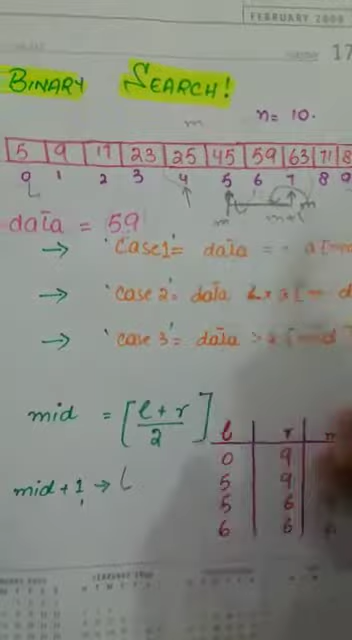 FEBRUARY 2009
17
BINARY SEARCH!
m
n = 10.
5 9 17 23 25 45 59 63 71 8
0 1 2 3 4 5 6 7 8 9
data = 59
→ 'Case1' = data = = a[m
→ 'case 2' = data < a[m d
→ 'case 3' = data > a[m d
mid = [l+r/2]
l r m
0 9
5 9
5 6
6 6
mid + 1 → l